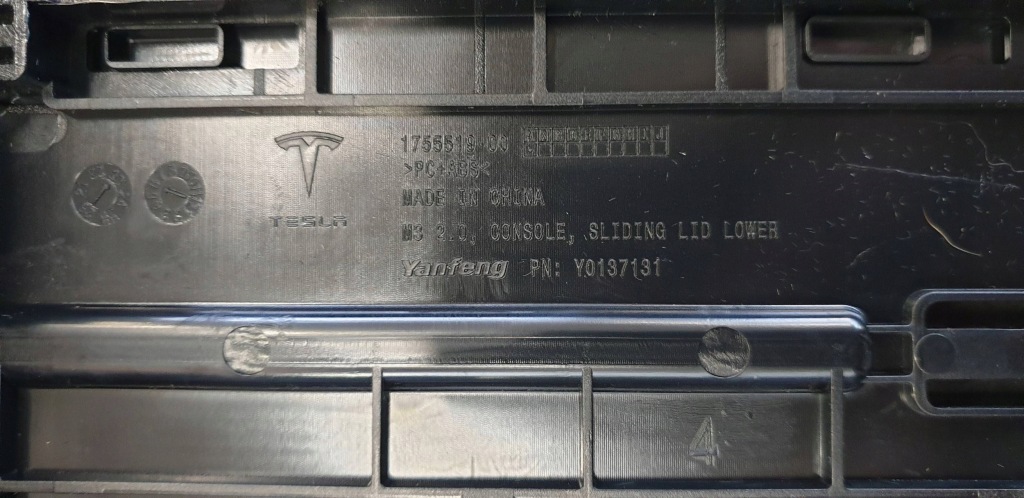 TESLA
1755519-00
>PC+ABS<
MADE IN CHINA
M3 2.0, CONSOLE, SLIDING LID LOWER
Yanfeng PN: Y0137131
4